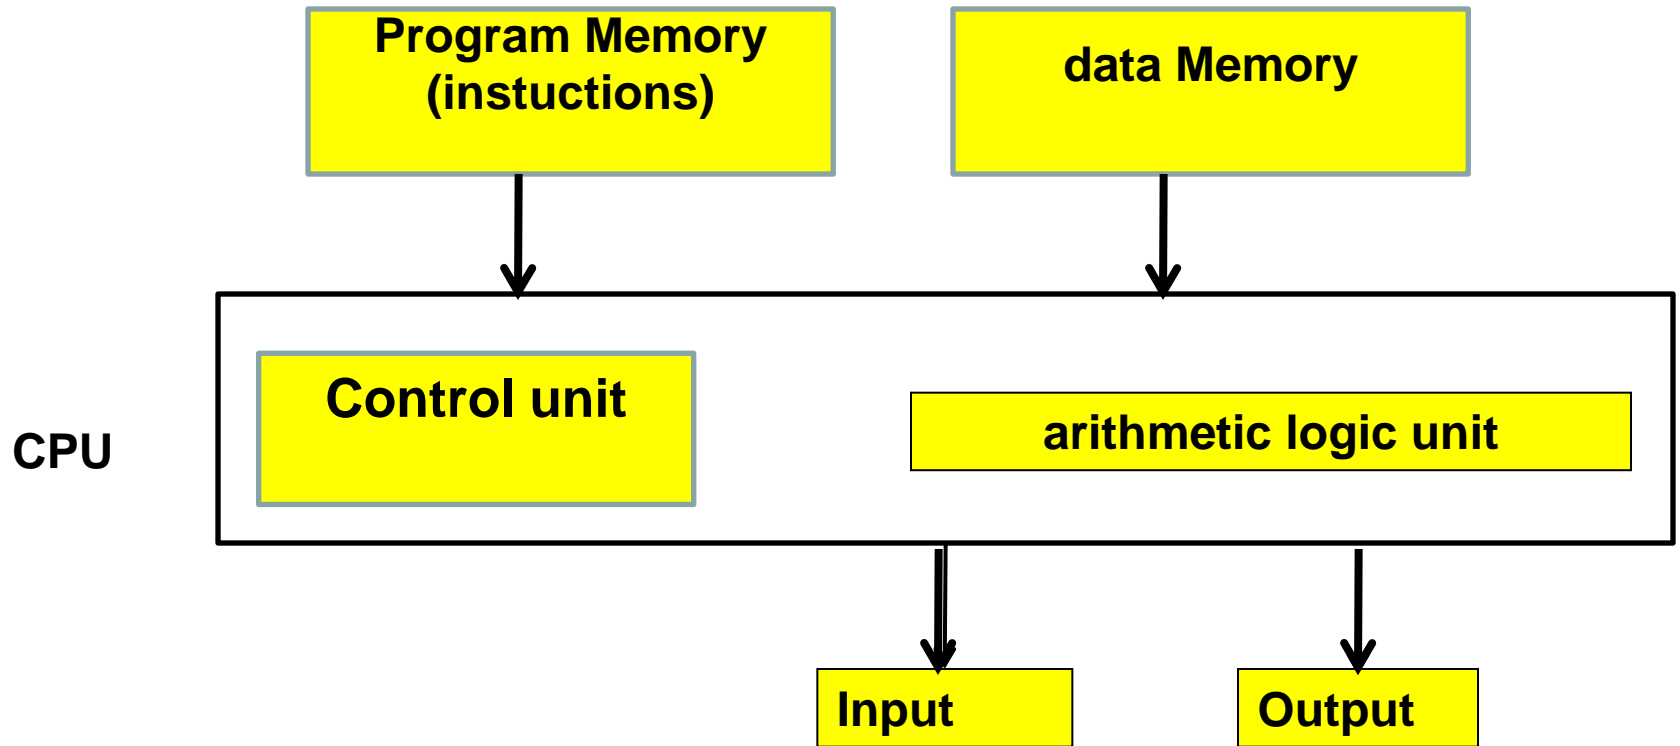 Program Memory
(instuctions)
data Memory
Control unit
arithmetic logic unit
CPU
Input
Output